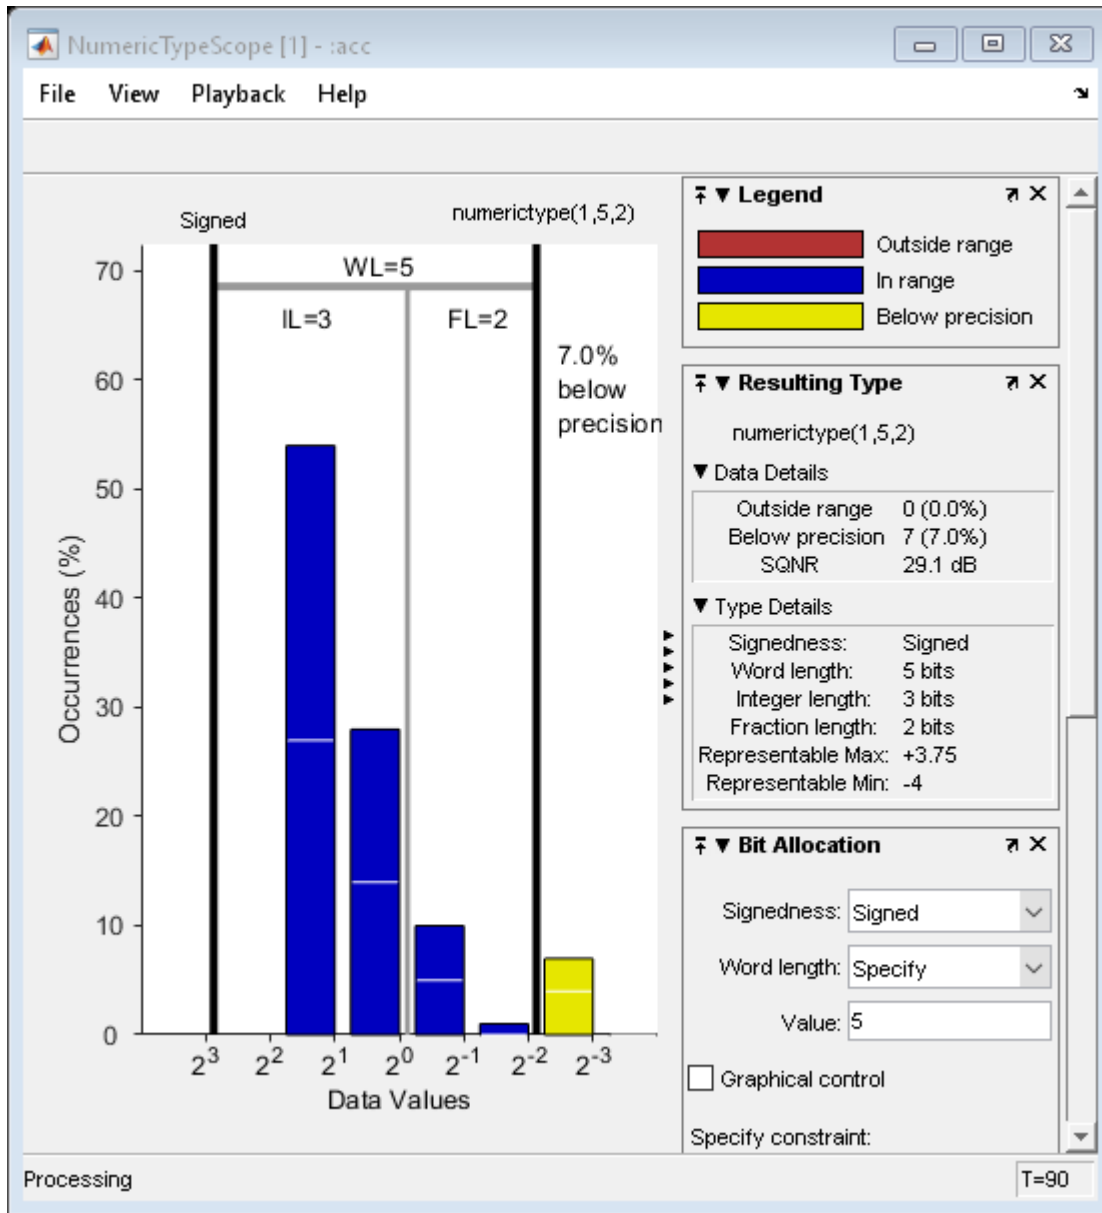 NumericTypeScope [1] - :acc
File View Playback Help
Signed
numerictype(1,5,2)
WL=5
IL=3
FL=2
7.0%
below
precision
70
60
50
40
30
20
10
0
Occurrences (%)
2^3 2^2 2^1 2^0 2^-1 2^-2 2^-3
Data Values
Legend
Outside range
In range
Below precision
Resulting Type
numerictype(1,5,2)
Data Details
Outside range 0 (0.0%)
Below precision 7 (7.0%)
SQNR 29.1 dB
Type Details
Signedness: Signed
Word length: 5 bits
Integer length: 3 bits
Fraction length: 2 bits
Representable Max: +3.75
Representable Min: -4
Bit Allocation
Signedness: Signed
Word length: Specify
Value: 5
Graphical control
Specify constraint:
Processing
T=90